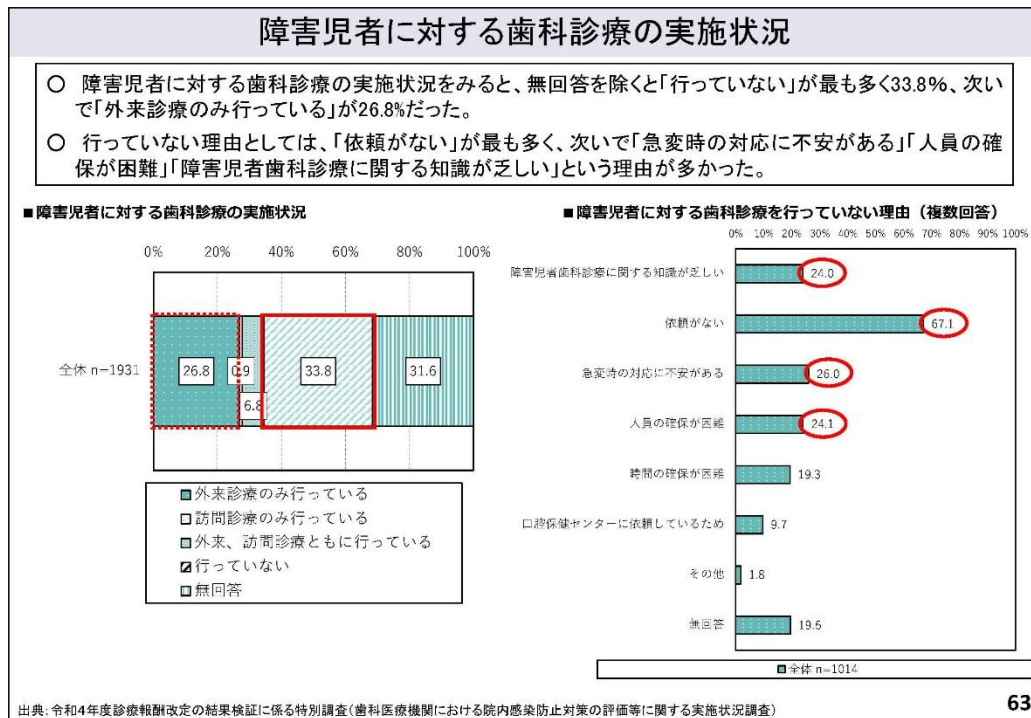 障害児者に対する歯科診療の実施状況
○ 障害児者に対する歯科診療の実施状況をみると、無回答を除くと「行っていない」が最も多く33.8%、次い
で「外来診療のみ行っている」が26.8%だった。
○ 行っていない理由としては、「依頼がない」が最も多く、次いで「急変時の対応に不安がある」「人員の確
保が困難」「障害児者歯科診療に関する知識が乏しい」という理由が多かった。
■障害児者に対する歯科診療の実施状況
0% 20% 40% 60% 80% 100%
全体 n=1931
26.8 0.9 6.8 33.8 31.6
外来診療のみ行っている
訪問診療のみ行っている
外来、訪問診療ともに行っている
行っていない
無回答
■障害児者に対する歯科診療を行っていない理由（複数回答）
0% 10% 20% 30% 40% 50% 60% 70% 80% 90% 100%
障害児者歯科診療に関する知識が乏しい 24.0
依頼がない 67.1
急変時の対応に不安がある 26.0
人員の確保が困難 24.1
時間の確保が困難 19.3
口腔保健センターに依頼しているため 9.7
その他 1.8
無回答 19.5
全体 n=1014
出典：令和4年度診療報酬改定の結果検証に係る特別調査（歯科医療機関における院内感染防止対策の評価等に関する実施状況調査）
63